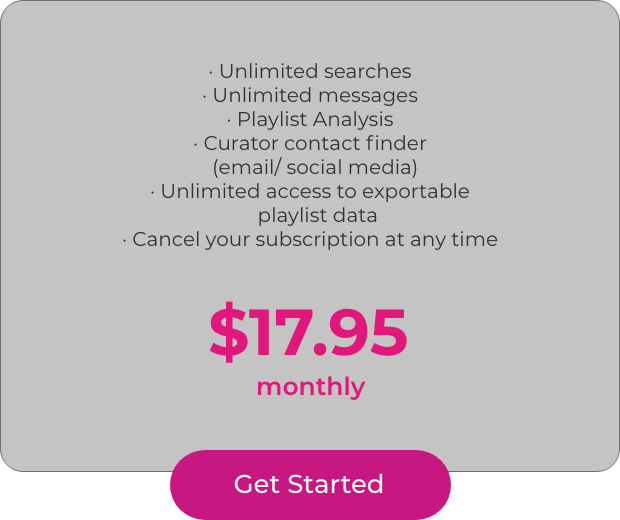 · Unlimited searches
· Unlimited messages
· Playlist Analysis
· Curator contact finder
(email/ social media)
· Unlimited access to exportable
playlist data
· Cancel your subscription at any time
$17.95
monthly
Get Started